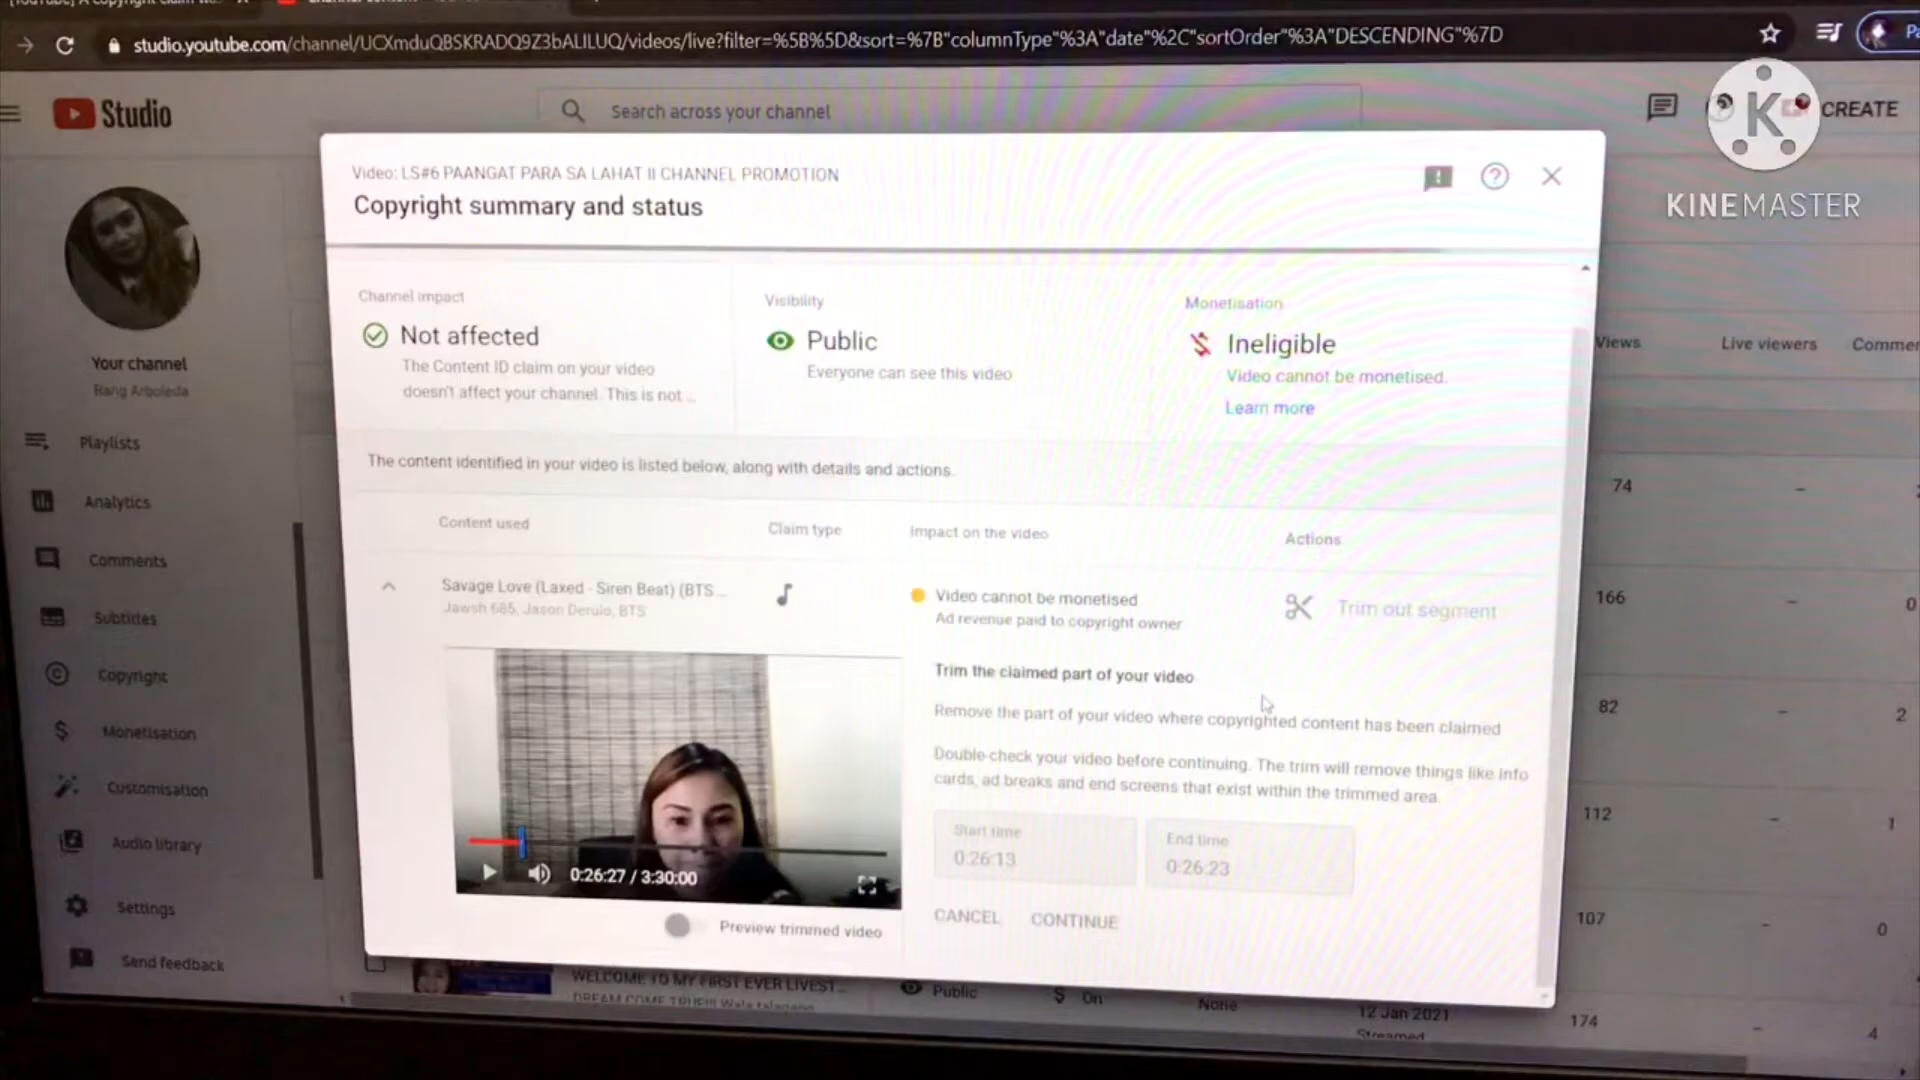 studio.youtube.com/channel/UCXmduQBSKRADQ9Z3bALILUQ/videos/live?filter=%5B%5D&sort=%7B"columnType"%3A"date"%2C"sortOrder"%3A"DESCENDING"%7D
Studio
Search across your channel
CREATE
K
KINEMASTER
Video: LS#6 PAANGAT PARA SA LAHAT II CHANNEL PROMOTION
Copyright summary and status
Channel impact
Visibility
Monetisation
Not affected
Public
Ineligible
The Content ID claim on your video
doesn't affect your channel. This is not ...
Everyone can see this video
Video cannot be monetised.
Learn more
Views
Live viewers
Commen
Your channel
Rang Arboleda
Playlists
Analytics
Comments
Subtitles
Copyright
Monetisation
Customisation
Audio library
Settings
Send feedback
The content identified in your video is listed below, along with details and actions.
Content used
Claim type
Impact on the video
Actions
Savage Love (Laxed - Siren Beat) (BTS ...
Jawsh 685, Jason Derulo, BTS
Video cannot be monetised
Ad revenue paid to copyright owner
Trim out segment
Trim the claimed part of your video
Remove the part of your video where copyrighted content has been claimed
Double-check your video before continuing. The trim will remove things like info
cards, ad breaks and end screens that exist within the trimmed area.
Start time
0:26:13
End time
0:26:23
0:26:27 / 3:30:00
Preview trimmed video
CANCEL
CONTINUE
74
166
0
82
2
112
1
107
0
WELCOME TO MY FIRST EVER LIVEST...
DREAM COME TRUE!!! Wala
Public
On
None
12 Jan 2021
Streamed
174
4